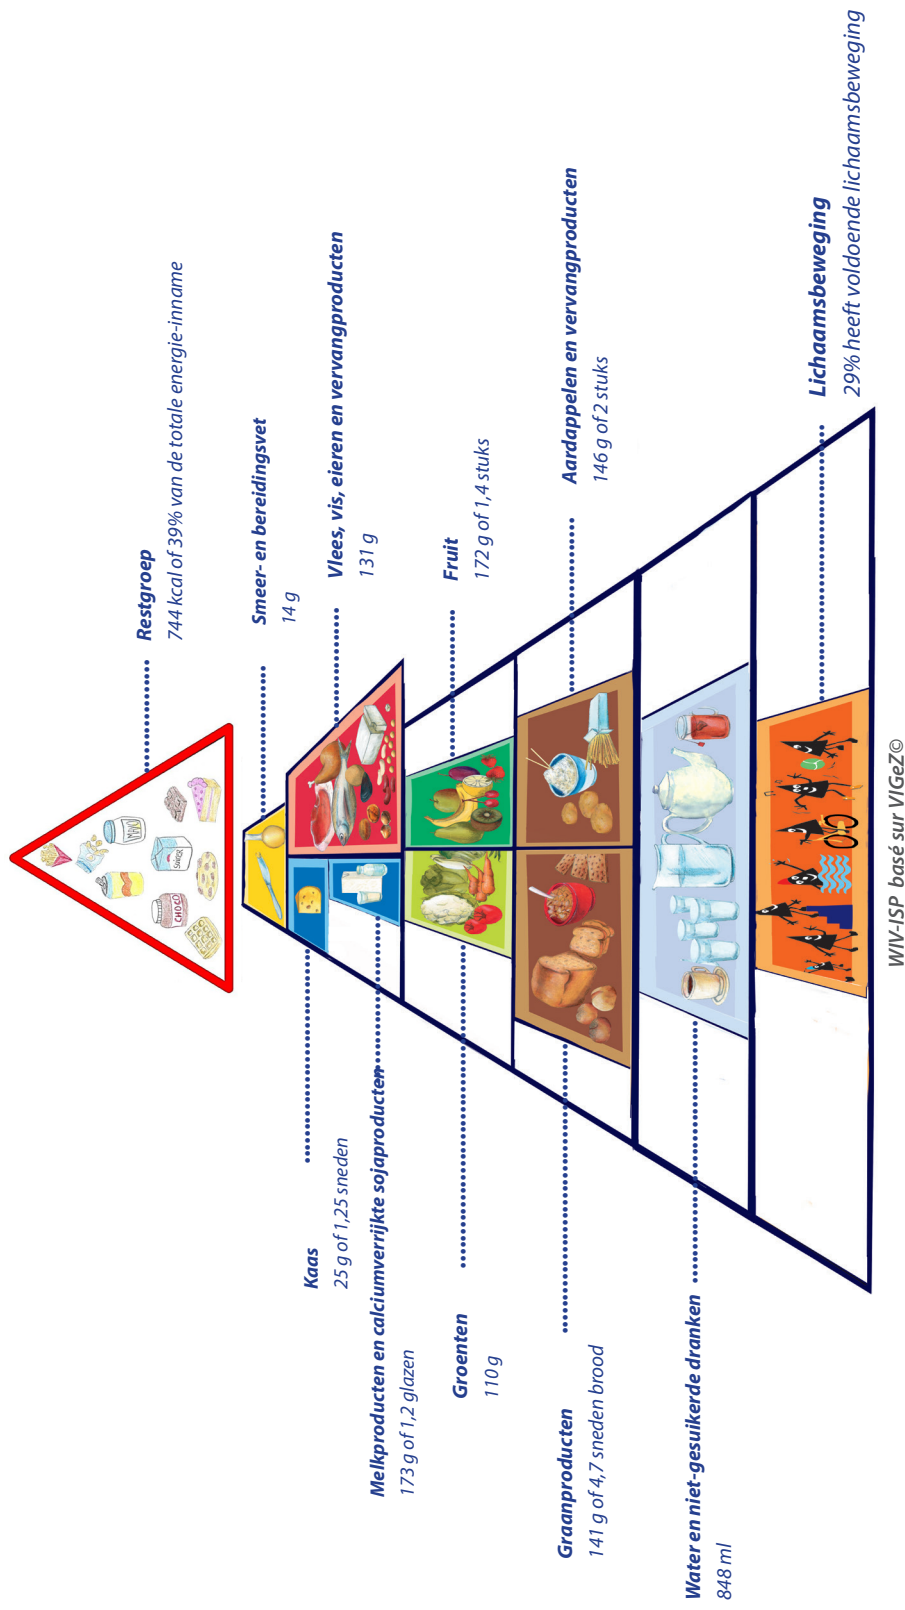 Restgroep
744 kcal of 39% van de totale energie-inname
Smeer- en bereidingsvet
14 g
Vlees, vis, eieren en vervangproducten
131 g
Kaas
25 g of 1,25 sneden
Melkproducten en calciumverrijkte sojaproducten
173 g of 1,2 glazen
Fruit
172 g of 1,4 stuks
Groenten
110 g
Aardappelen en vervangproducten
146 g of 2 stuks
Graanproducten
141 g of 4,7 sneden brood
Water en niet-gesuikerde dranken
848 ml
Lichaamsbeweging
29% heeft voldoende lichaamsbeweging
MAYO
SUIKER
CHOCO
WIV-ISP basé sur VIGeZ©